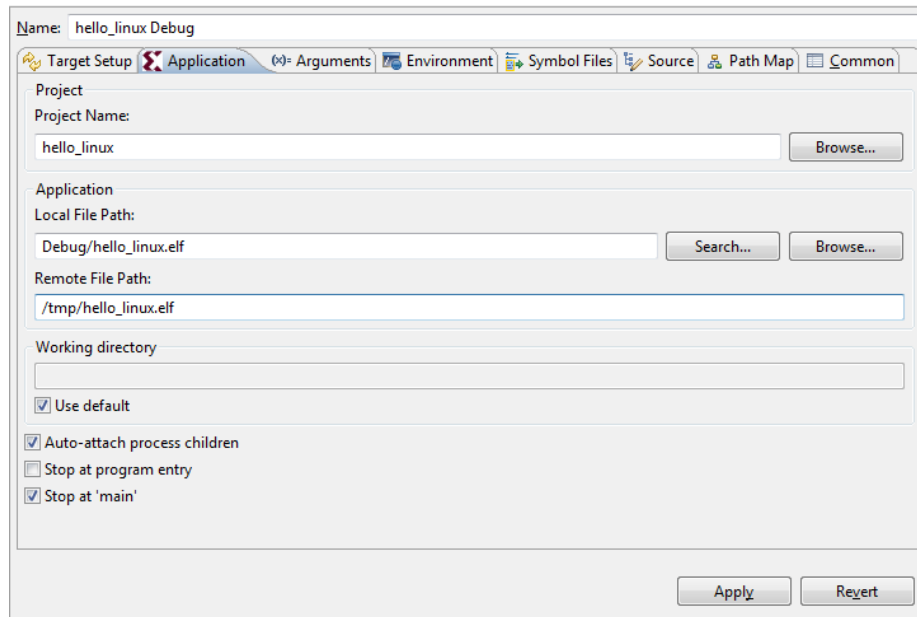 Name: hello_linux Debug
Target Setup Application (x)= Arguments Environment Symbol Files Source Path Map Common
Project
Project Name:
hello_linux Browse...
Application
Local File Path:
Debug/hello_linux.elf Search... Browse...
Remote File Path:
/tmp/hello_linux.elf
Working directory
Use default
Auto-attach process children
Stop at program entry
Stop at 'main'
Apply Revert